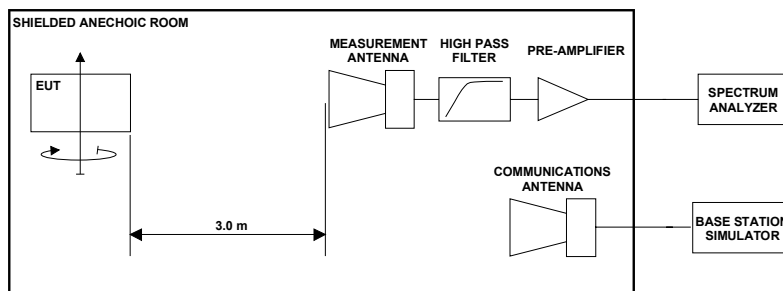 SHIELDED ANECHOIC ROOM
EUT
MEASUREMENT
ANTENNA
HIGH PASS
FILTER
PRE-AMPLIFIER
SPECTRUM
ANALYZER
COMMUNICATIONS
ANTENNA
3.0 m
BASE STATION
SIMULATOR